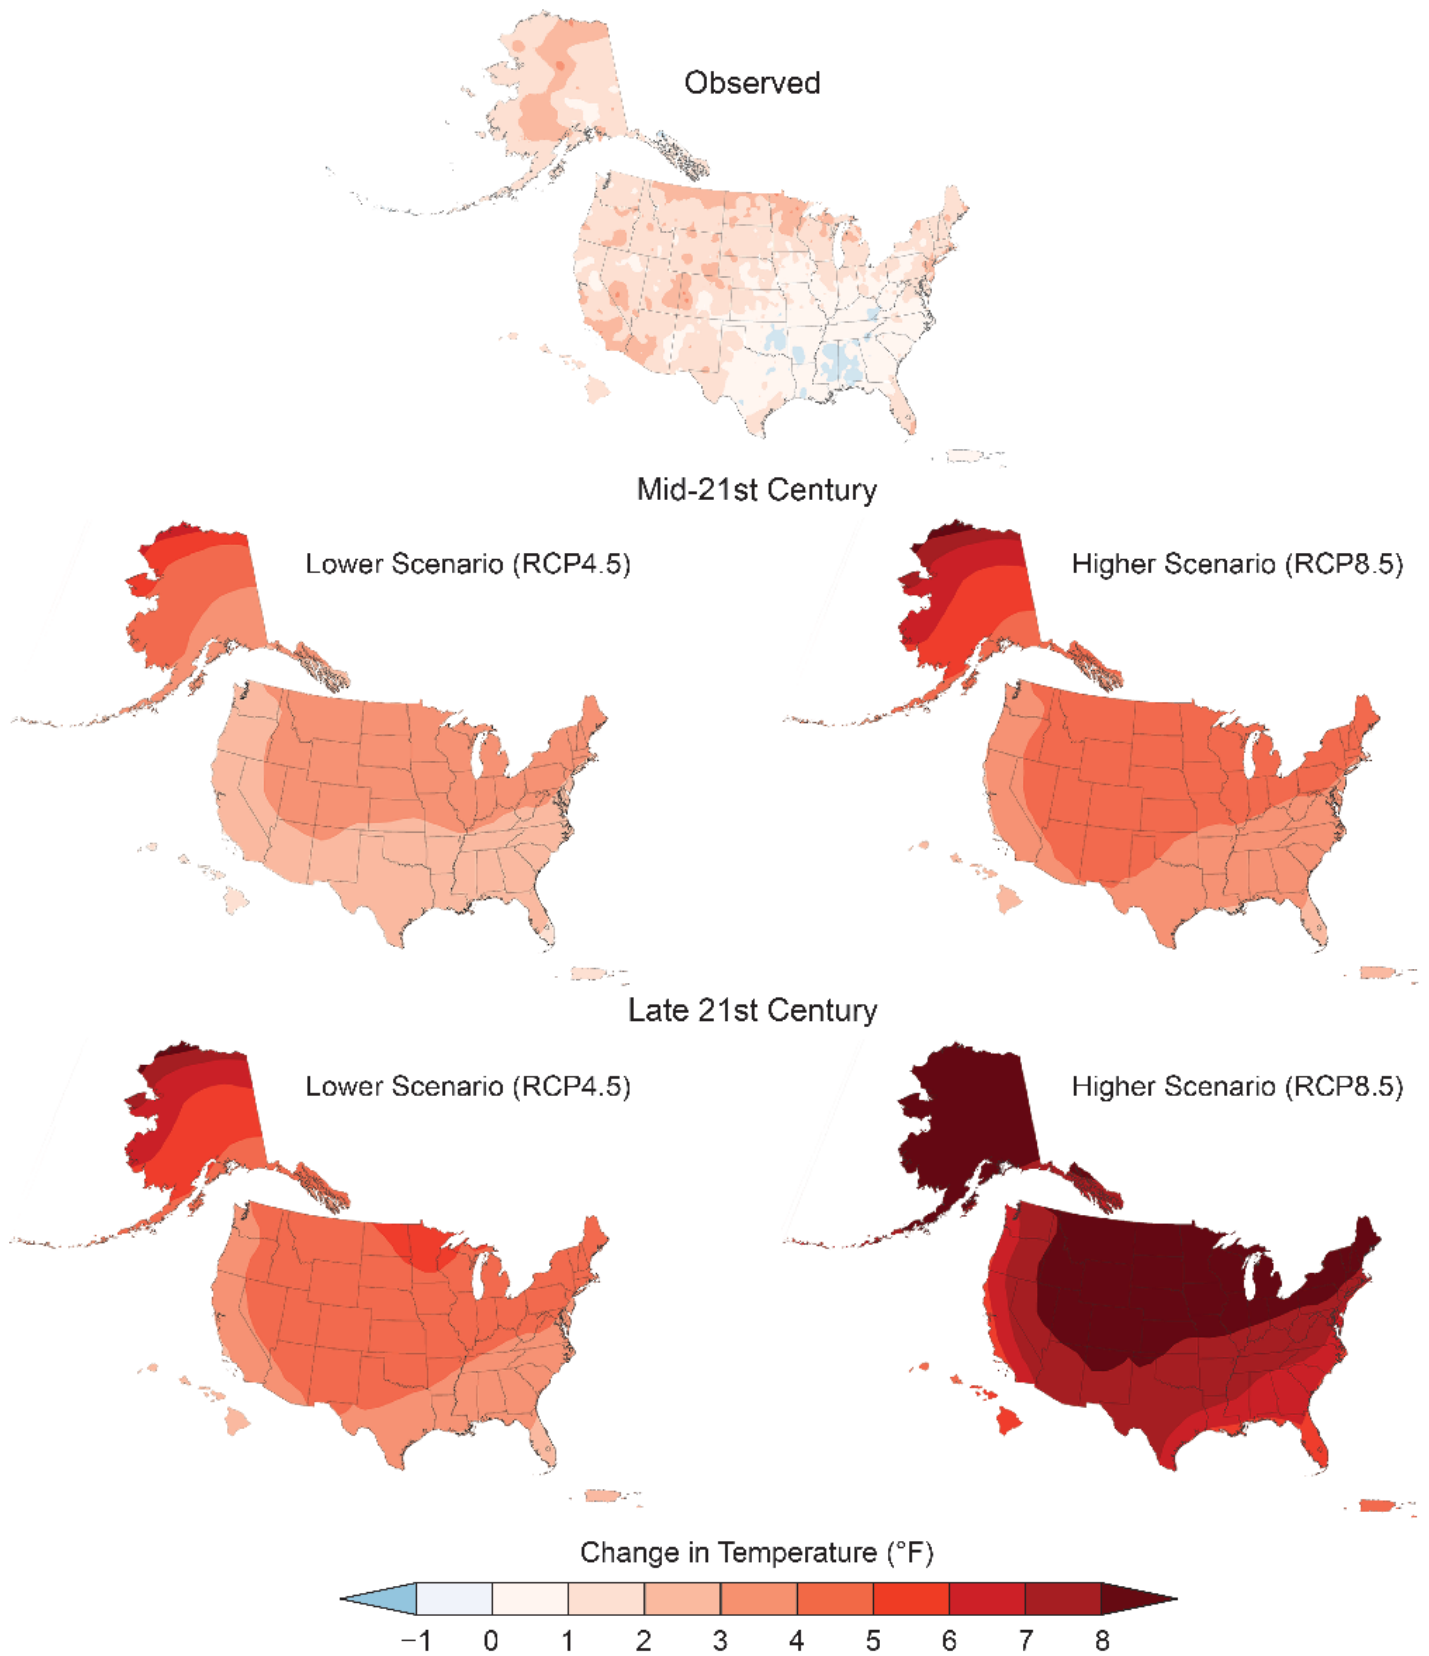 Observed
Mid-21st Century
Lower Scenario (RCP4.5)
Higher Scenario (RCP8.5)
Late 21st Century
Lower Scenario (RCP4.5)
Higher Scenario (RCP8.5)
Change in Temperature (°F)
−1 0 1 2 3 4 5 6 7 8